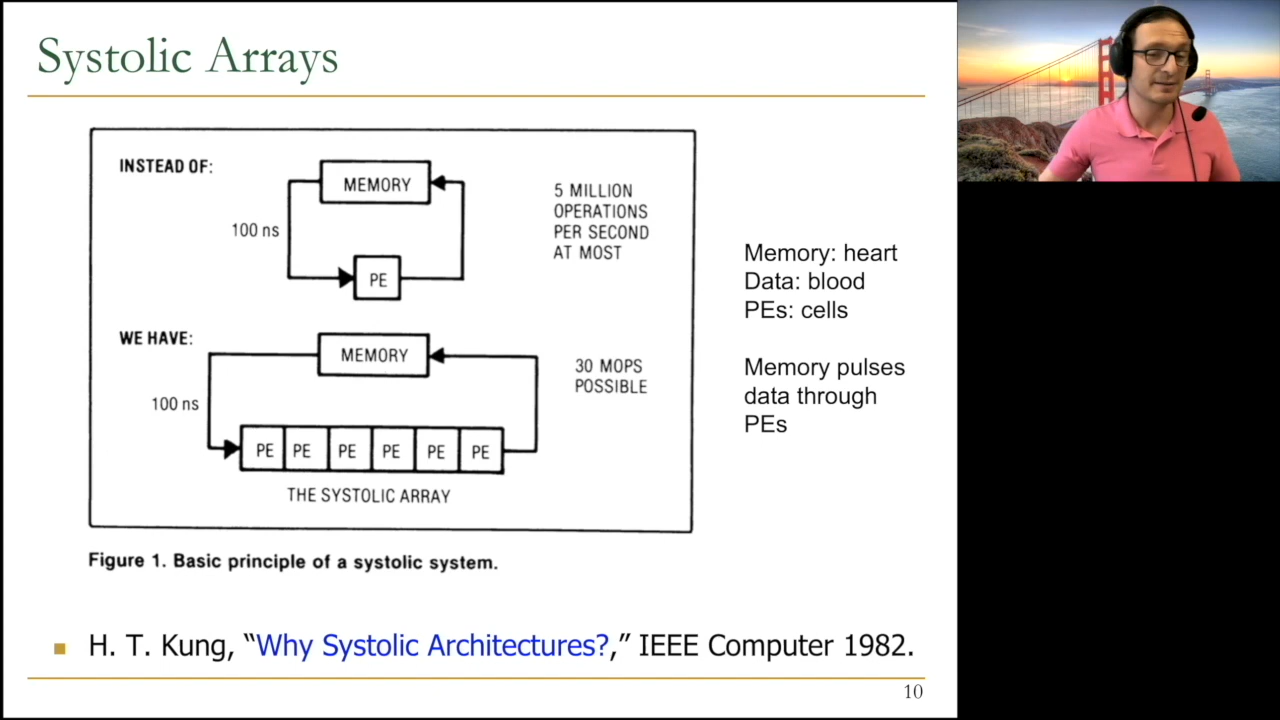 Systolic Arrays
INSTEAD OF:
MEMORY
100 ns
PE
5 MILLION
OPERATIONS
PER SECOND
AT MOST
WE HAVE:
MEMORY
100 ns
PE PE PE PE PE PE
THE SYSTOLIC ARRAY
30 MOPS
POSSIBLE
Figure 1. Basic principle of a systolic system.
Memory: heart
Data: blood
PEs: cells
Memory pulses
data through
PEs
H. T. Kung, “Why Systolic Architectures?,” IEEE Computer 1982.
10